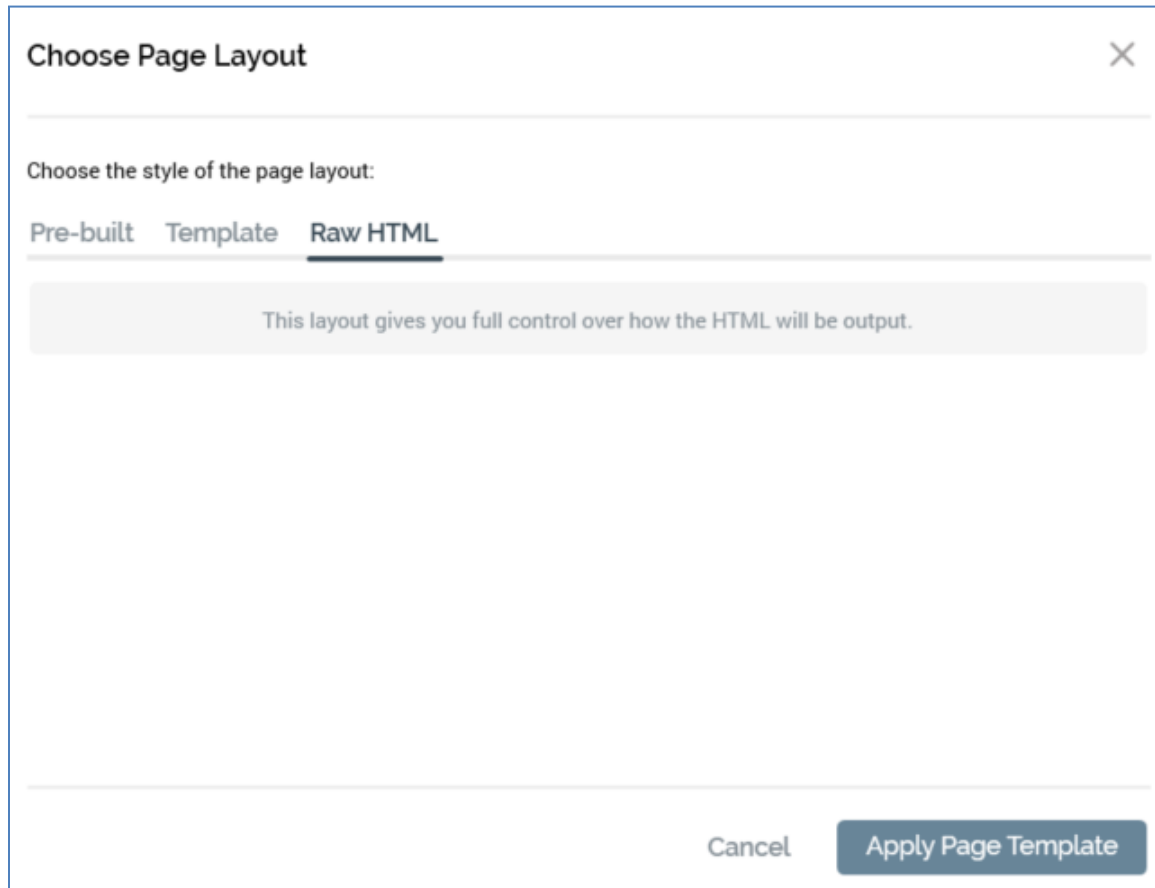 Choose Page Layout
Choose the style of the page layout:
Pre-built Template Raw HTML
This layout gives you full control over how the HTML will be output.
Cancel Apply Page Template